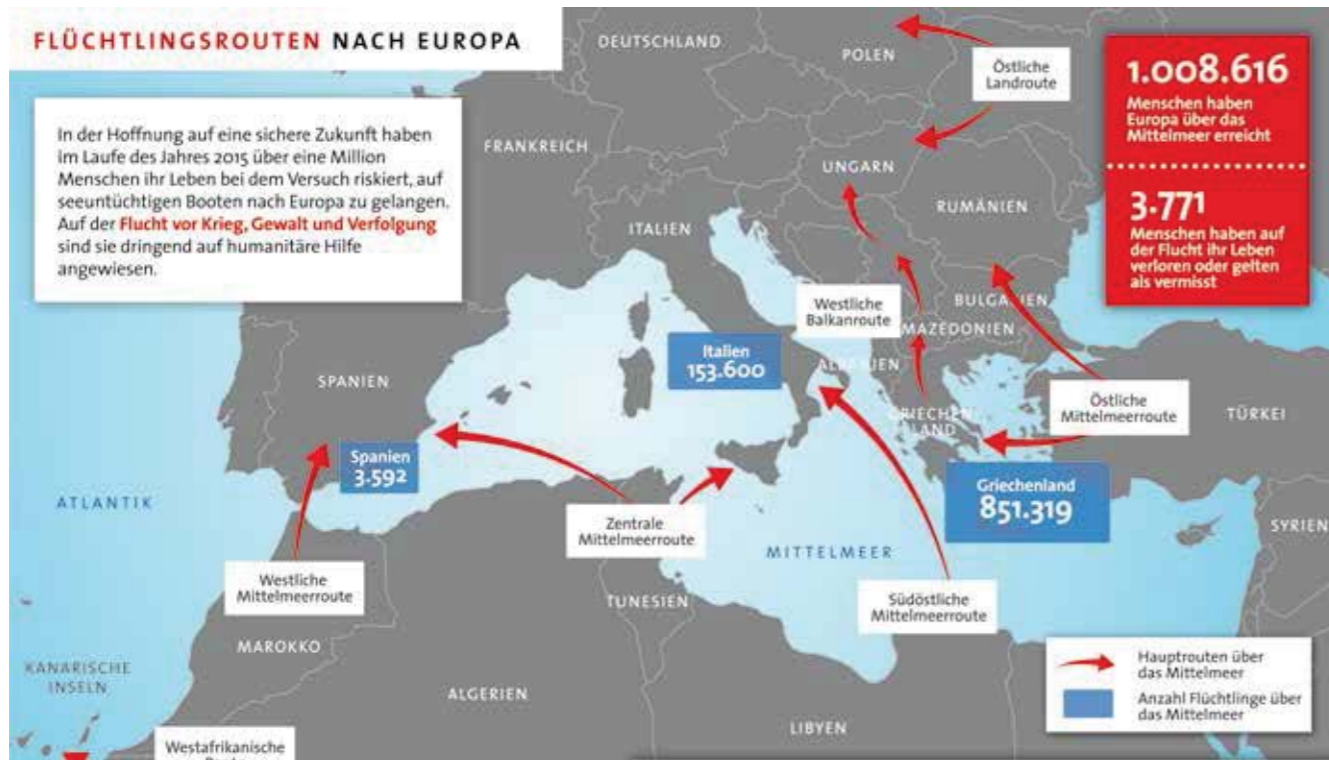 FLÜCHTLINGSROUTEN NACH EUROPA
In der Hoffnung auf eine sichere Zukunft haben
im Laufe des Jahres 2015 über eine Million
Menschen ihr Leben bei dem Versuch riskiert, auf
seeuntüchtigen Booten nach Europa zu gelangen.
Auf der Flucht vor Krieg, Gewalt und Verfolgung
sind sie dringend auf humanitäre Hilfe
angewiesen.
1.008.616
Menschen haben
Europa über das
Mittelmeer erreicht
3.771
Menschen haben auf
der Flucht ihr Leben
verloren oder gelten
als vermisst
DEUTSCHLAND
POLEN
Östliche
Landroute
FRANKREICH
UNGARN
RUMÄNIEN
ITALIEN
Westliche
Balkanroute
BULGARIEN
MAZEDONIEN
Italien
153.600
ALBANIEN
SPANIEN
GRIECHEN
LAND
Östliche
Mittelmeerroute
TÜRKEI
Spanien
3.592
Griechenland
851.319
ATLANTIK
Zentrale
Mittelmeerroute
MITTELMEER
SYRIEN
Westliche
Mittelmeerroute
TUNESIEN
Südöstliche
Mittelmeerroute
MAROKKO
KANARISCHE
INSELN
ALGERIEN
LIBYEN
Hauptrouten über
das Mittelmeer
Anzahl Flüchtlinge über
das Mittelmeer
Westafrikanische